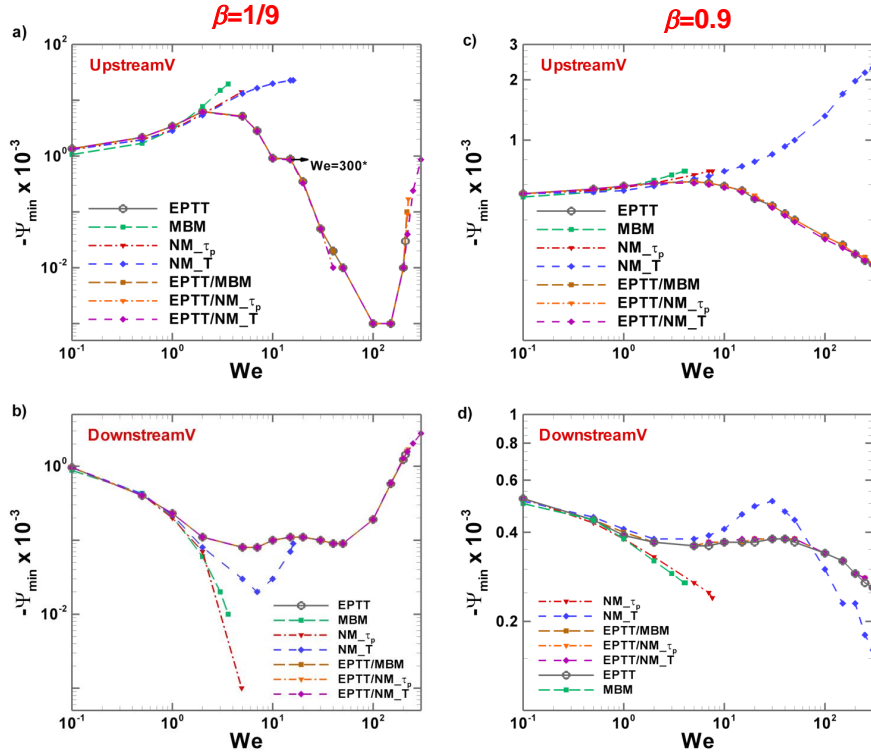 β=1/9
a)
UpstreamV
-Ψmin x 10⁻³
10²
10⁰
10⁻²
We=300*
EPTT
MBM
NM_τp
NM_T
EPTT/MBM
EPTT/NM_τp
EPTT/NM_T
10⁻¹ 10⁰ 10¹ 10²
We
b)
DownstreamV
-Ψmin x 10⁻³
10⁰
10⁻²
EPTT
MBM
NM_τp
NM_T
EPTT/MBM
EPTT/NM_τp
EPTT/NM_T
10⁻¹ 10⁰ 10¹ 10²
We
β=0.9
c)
UpstreamV
-Ψmin x 10⁻³
3
2
1
EPTT
MBM
NM_τp
NM_T
EPTT/MBM
EPTT/NM_τp
EPTT/NM_T
10⁻¹ 10⁰ 10¹ 10²
We
d)
DownstreamV
-Ψmin x 10⁻³
1
0.8
0.6
0.4
0.2
NM_τp
NM_T
EPTT/MBM
EPTT/NM_τp
EPTT/NM_T
EPTT
MBM
10⁻¹ 10⁰ 10¹ 10²
We